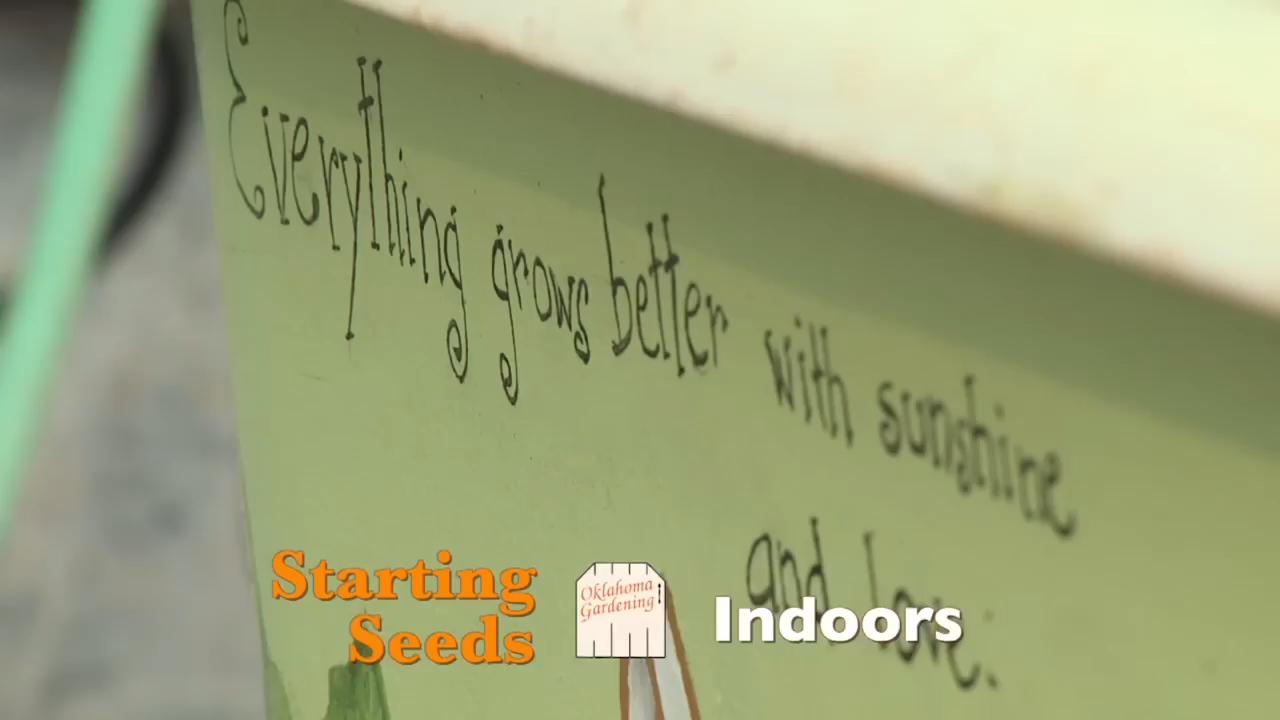 Everything grows better with sunshine
and love.
Starting
Seeds
Oklahoma
Gardening
Indoors